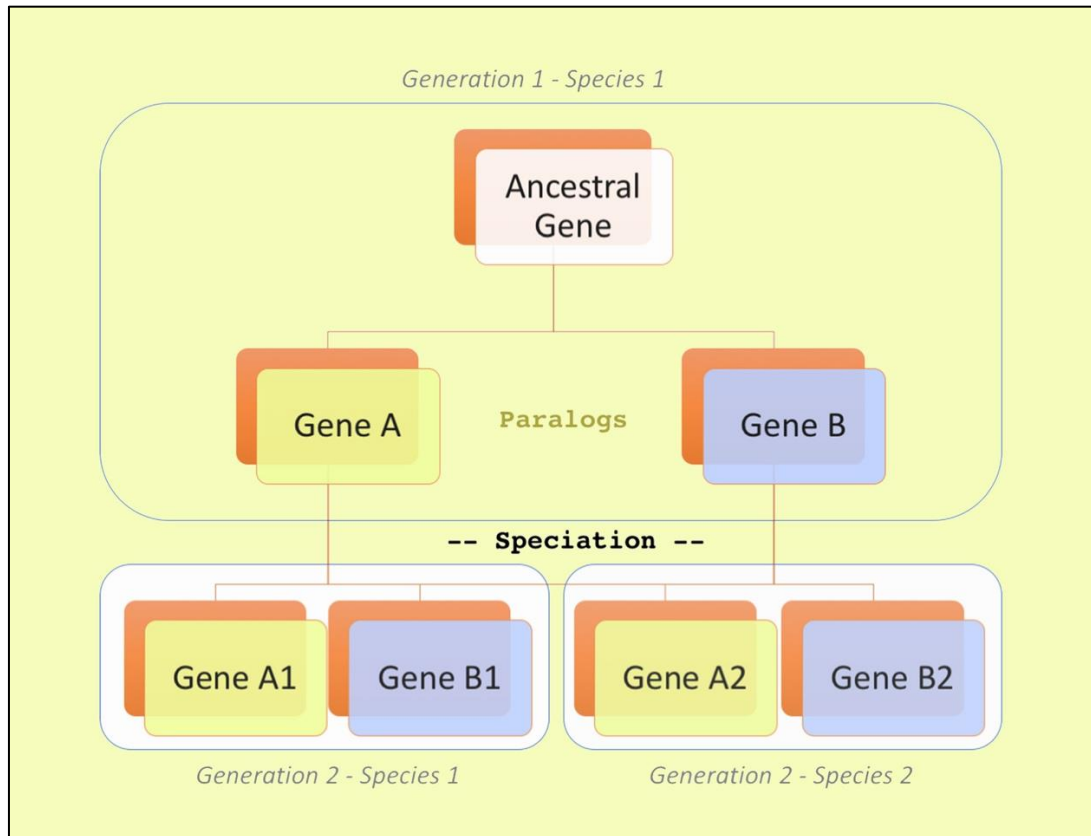 Generation 1 - Species 1
Ancestral
Gene
Gene A
Paralogs
Gene B
-- Speciation --
Gene A1
Gene B1
Gene A2
Gene B2
Generation 2 - Species 1
Generation 2 - Species 2